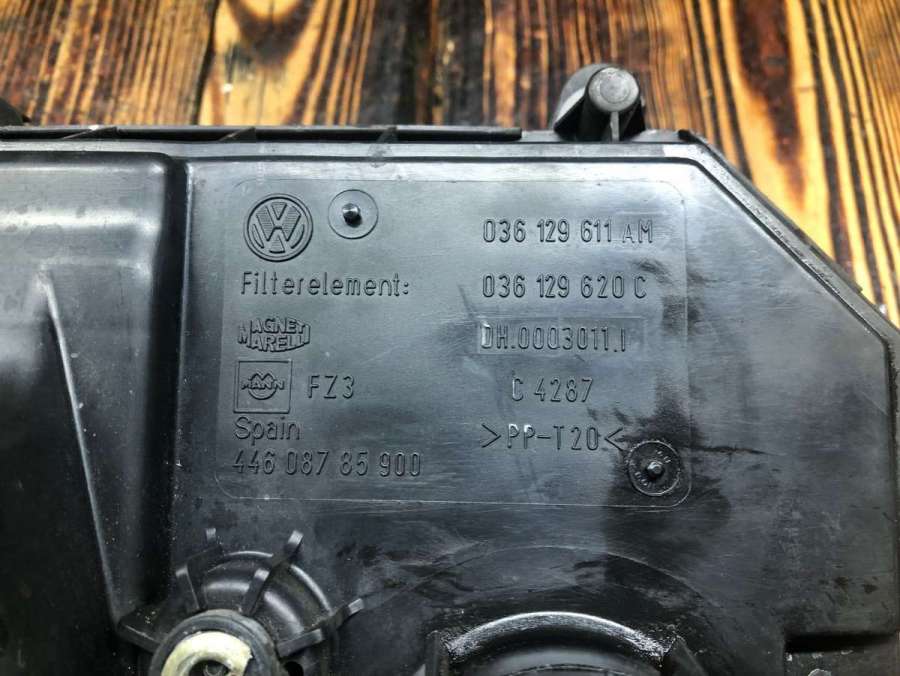 036 129 611 AM
Filterelement: 036 129 620 C
MAGNETI MARELLI DH.0003011.1
MANN FZ3 C 4287
Spain >PP-T20<
446 087 85 900